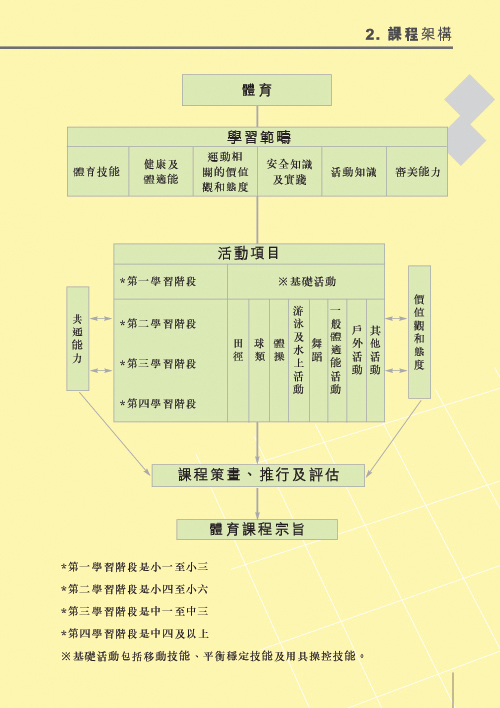 2. 課程架構
體育
學習範疇
體育技能
健康及
體適能
運動相
關的價值
觀和態度
安全知識
及實踐
活動知識
審美能力
活動項目
*第一學習階段
※基礎活動
共通能力
*第二學習階段
*第三學習階段
*第四學習階段
田徑
球類
體操
游泳及水上活動
舞蹈
一般體適能活動
戶外活動
其他活動
價值觀和態度
課程策畫、推行及評估
體育課程宗旨
*第一學習階段是小一至小三
*第二學習階段是小四至小六
*第三學習階段是中一至中三
*第四學習階段是中四及以上
※基礎活動包括移動技能、平衡穩定技能及用具操控技能。